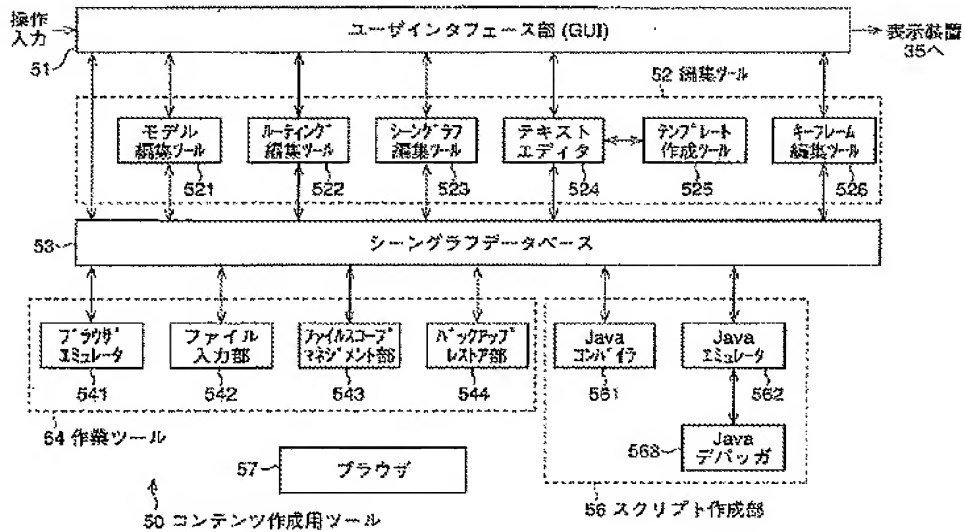 操作
入力
ユーザインタフェース部 (GUI)
表示装置
35へ
51
52 編集ツール
モデル
編集ツール
ルーティング
編集ツール
シーングラフ
編集ツール
テキスト
エディタ
テンプレート
作成ツール
キーフレーム
編集ツール
521
522
523
524
525
526
53
シーングラフデータベース
ブラウザ
エミュレータ
ファイル
入力部
ファイルスコープ
マネジメント部
バックアップ
レストア部
Java
コンパイラ
Java
エミュレータ
541
542
543
544
561
562
54 作業ツール
563
Java
デバッガ
57
ブラウザ
56 スクリプト作成部
50 コンテンツ作成用ツール